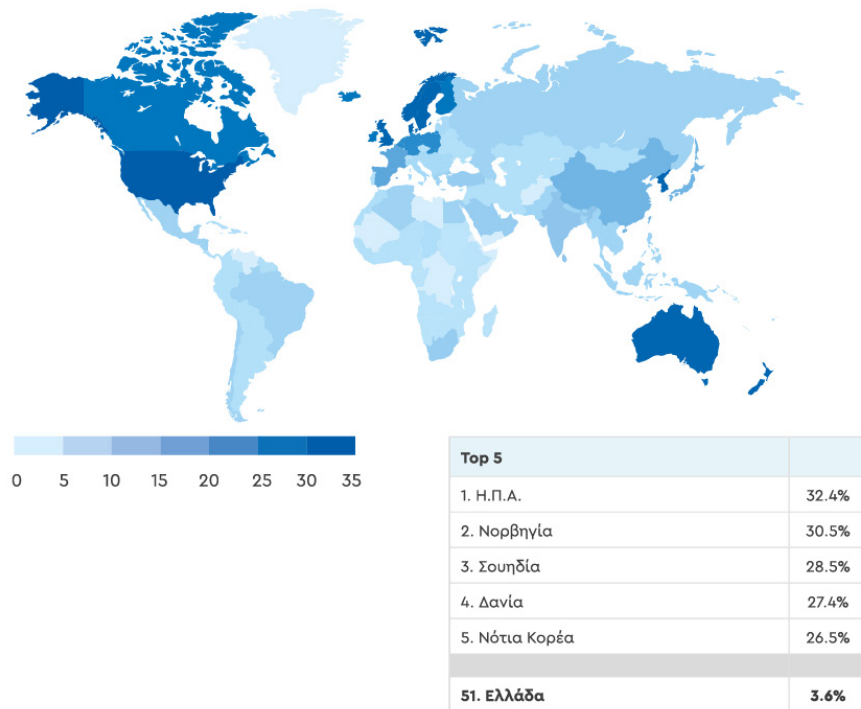 0 5 10 15 20 25 30 35
Top 5
1. Η.Π.Α. 32.4%
2. Νορβηγία 30.5%
3. Σουηδία 28.5%
4. Δανία 27.4%
5. Νότια Κορέα 26.5%
51. Ελλάδα 3.6%